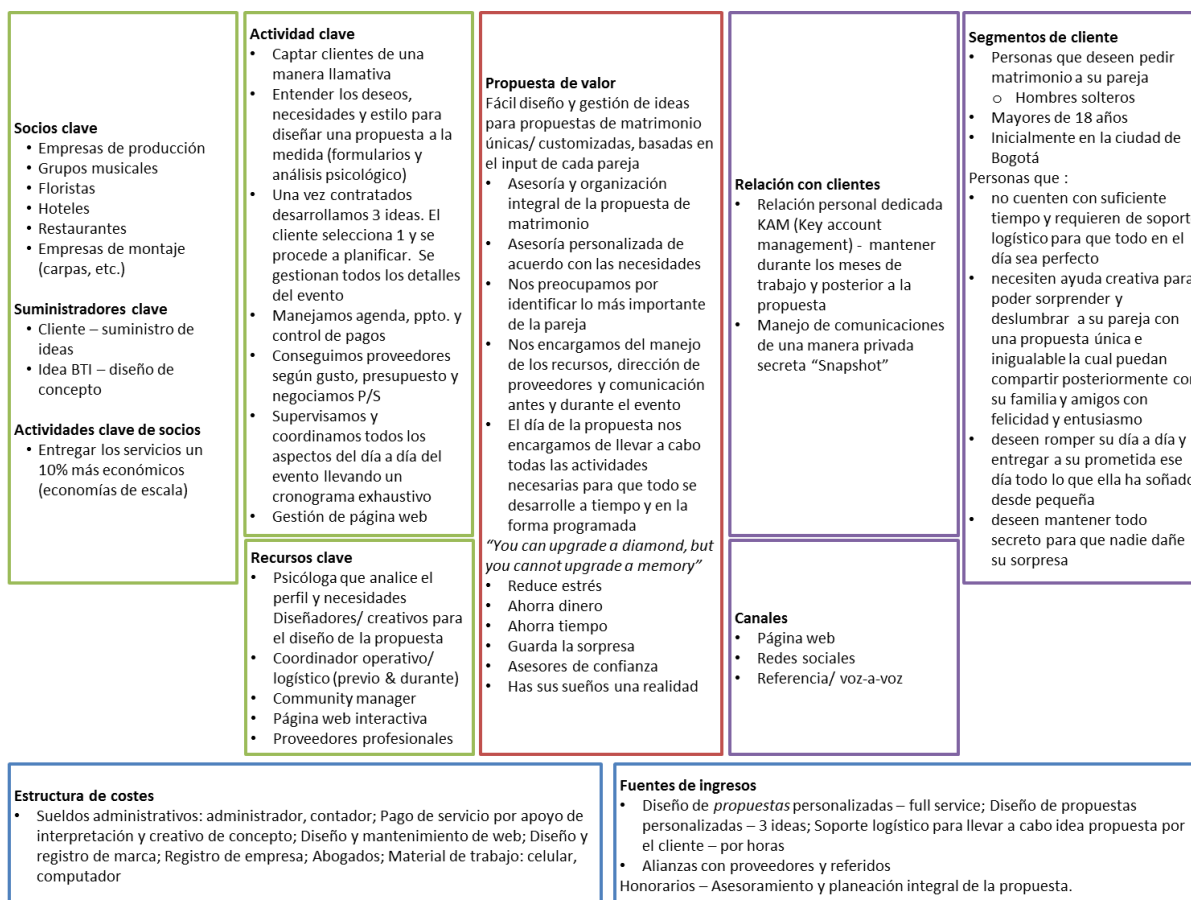 Socios clave
• Empresas de producción
• Grupos musicales
• Floristas
• Hoteles
• Restaurantes
• Empresas de montaje
(carpas, etc.)
Suministradores clave
• Cliente – suministro de
ideas
• Idea BTI – diseño de
concepto
Actividades clave de socios
• Entregar los servicios un
10% más económicos
(economías de escala)
Actividad clave
• Captar clientes de una
manera llamativa
• Entender los deseos,
necesidades y estilo para
diseñar una propuesta a la
medida (formularios y
análisis psicológico)
• Una vez contratados
desarrollamos 3 ideas. El
cliente selecciona 1 y se
procede a planificar. Se
gestionan todos los detalles
del evento
• Manejamos agenda, ppto. y
control de pagos
• Conseguimos proveedores
según gusto, presupuesto y
negociamos P/S
• Supervisamos y
coordinamos todos los
aspectos del día a día del
evento llevando un
cronograma exhaustivo
• Gestión de página web
Recursos clave
• Psicóloga que analice el
perfil y necesidades
Diseñadores/ creativos para
el diseño de la propuesta
• Coordinador operativo/
logístico (previo & durante)
• Community manager
• Página web interactiva
• Proveedores profesionales
Propuesta de valor
Fácil diseño y gestión de ideas
para propuestas de matrimonio
únicas/ customizadas, basadas en
el input de cada pareja
• Asesoría y organización
integral de la propuesta de
matrimonio
• Asesoría personalizada de
acuerdo con las necesidades
• Nos preocupamos por
identificar lo más importante
de la pareja
• Nos encargamos del manejo
de los recursos, dirección de
proveedores y comunicación
antes y durante el evento
• El día de la propuesta nos
encargamos de llevar a cabo
todas las actividades
necesarias para que todo se
desarrolle a tiempo y en la
forma programada
“You can upgrade a diamond, but
you cannot upgrade a memory”
• Reduce estrés
• Ahorra dinero
• Ahorra tiempo
• Guarda la sorpresa
• Asesores de confianza
• Has sus sueños una realidad
Relación con clientes
• Relación personal dedicada
KAM (Key account
management) - mantener
durante los meses de
trabajo y posterior a la
propuesta
• Manejo de comunicaciones
de una manera privada
secreta “Snapshot”
Canales
• Página web
• Redes sociales
• Referencia/ voz-a-voz
Segmentos de cliente
• Personas que deseen pedir
matrimonio a su pareja
o Hombres solteros
• Mayores de 18 años
• Inicialmente en la ciudad de
Bogotá
Personas que :
• no cuenten con suficiente
tiempo y requieren de soport
logístico para que todo en el
día sea perfecto
• necesiten ayuda creativa para
poder sorprender y
deslumbrar a su pareja con
una propuesta única e
inigualable la cual puedan
compartir posteriormente con
su familia y amigos con
felicidad y entusiasmo
• deseen romper su día a día y
entregar a su prometida ese
día todo lo que ella ha soñado
desde pequeña
• deseen mantener todo
secreto para que nadie dañe
su sorpresa
Estructura de costes
• Sueldos administrativos: administrador, contador; Pago de servicio por apoyo de
interpretación y creativo de concepto; Diseño y mantenimiento de web; Diseño y
registro de marca; Registro de empresa; Abogados; Material de trabajo: celular,
computador
Fuentes de ingresos
• Diseño de propuestas personalizadas – full service; Diseño de propuestas
personalizadas – 3 ideas; Soporte logístico para llevar a cabo idea propuesta por
el cliente – por horas
• Alianzas con proveedores y referidos
Honorarios – Asesoramiento y planeación integral de la propuesta.